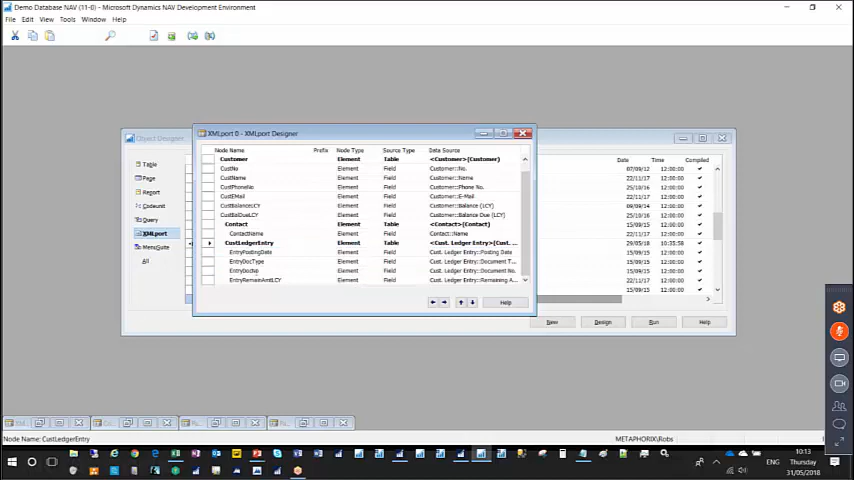 Demo Database NAV (11-0) - Microsoft Dynamics NAV Development Environment
File Edit View Tools Window Help
XMLport 0 - XMLport Designer
Object Designer
Node Name Prefix Node Type Source Type Data Source
Customer Element Table <Customer>(Customer)
CustNo Element Field Customer::No.
CustName Element Field Customer::Name
CustPhoneNo Element Field Customer::Phone No.
CustEMail Element Field Customer::E-Mail
CustBalanceLCY Element Field Customer::Balance (LCY)
CustBalDueLCY Element Field Customer::Balance Due (LCY)
Contact Element Table <Contact>(Contact)
ContactName Element Field Contact::Name
CustLedgerEntry Element Table <Cust. Ledger Entry>(Cust. ...
EntryPostingDate Element Field Cust. Ledger Entry::Posting Date
EntryDocType Element Field Cust. Ledger Entry::Document T...
EntryDocNo Element Field Cust. Ledger Entry::Document No.
EntryRemainAmtLCY Element Field Cust. Ledger Entry::Remaining A...
Help
Table
Page
Report
Codeunit
Query
XMLport
MenuSuite
All
Date Time Compiled
07/09/12 12:00:00
22/11/17 12:00:00
25/10/16 12:00:00
09/09/14 12:00:00
15/09/15 12:00:00
22/11/17 12:00:00
15/09/15 12:00:00
22/11/17 12:00:00
29/05/18 10:35:58
15/09/15 12:00:00
22/11/17 12:00:00
15/09/15 12:00:00
22/11/17 12:00:00
15/09/15 12:00:00
New Design Run Help
Node Name: CustLedgerEntry METAPHORIX\Robs
ENG
10:13
Thursday
31/05/2018